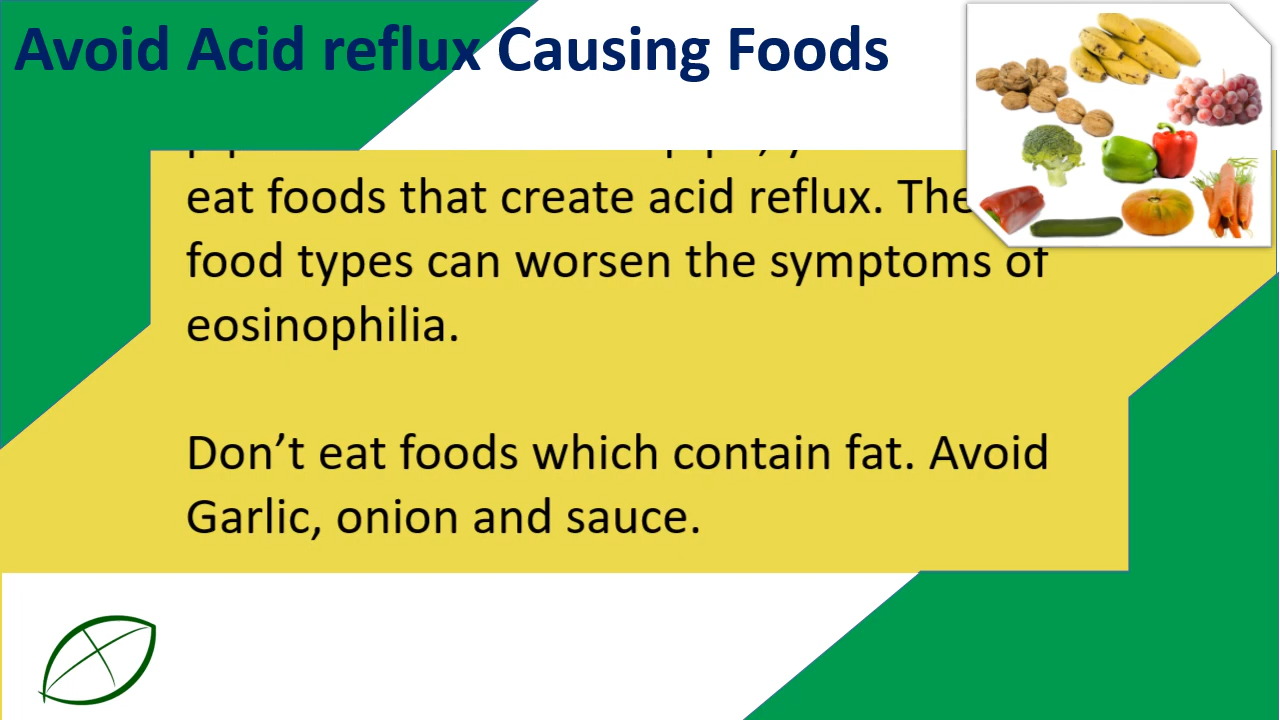 Avoid Acid reflux Causing Foods
eat foods that create acid reflux.
food types can worsen the symptoms of
eosinophilia.
Don’t eat foods which contain fat. Avoid
Garlic, onion and sauce.